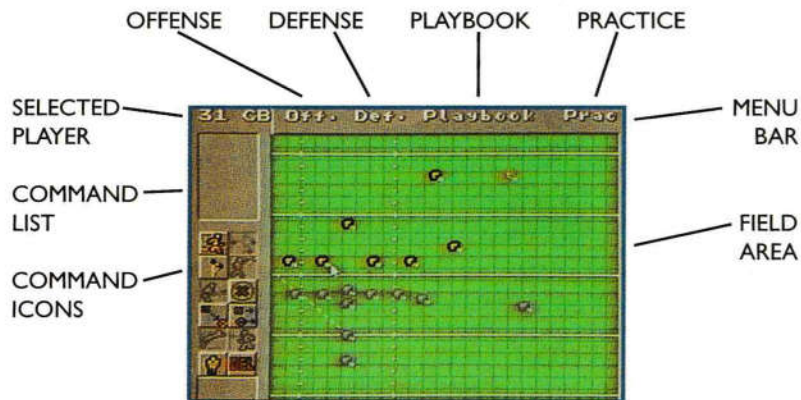 OFFENSE DEFENSE PLAYBOOK PRACTICE
SELECTED PLAYER
MENU BAR
31 CB Off. Def. Playbook Prac
COMMAND LIST
FIELD AREA
COMMAND ICONS
DEL